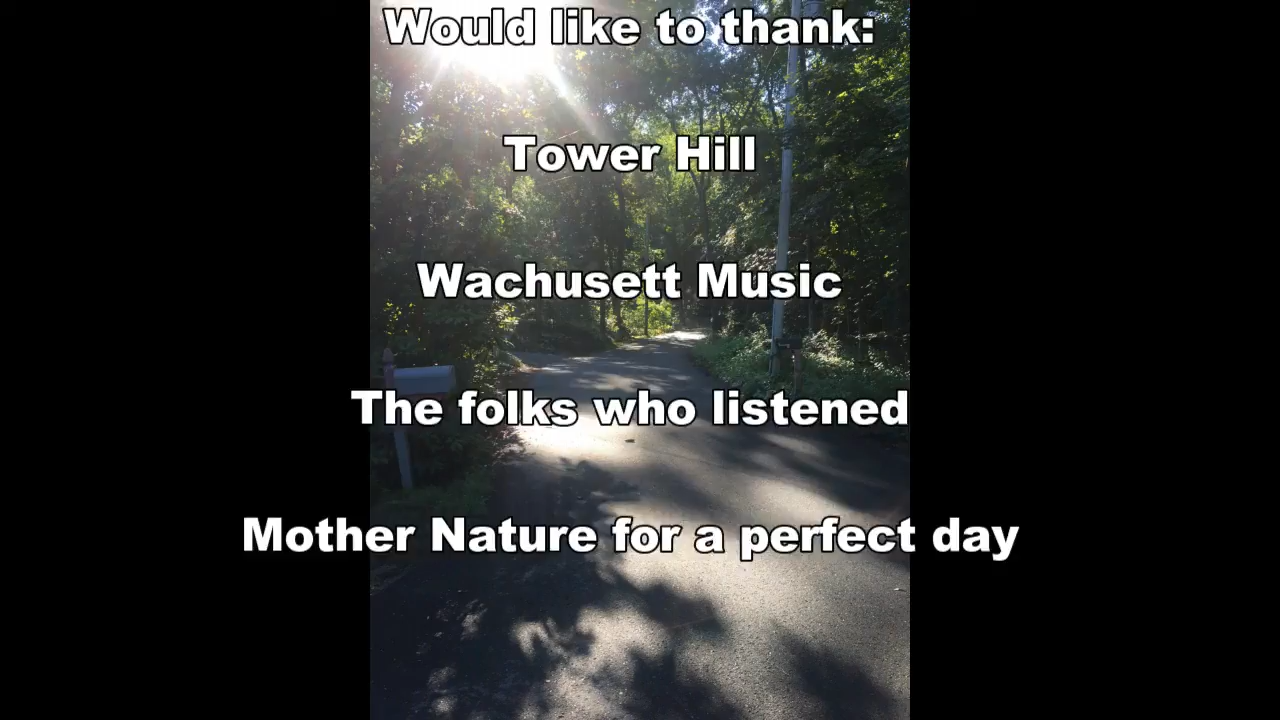 Would like to thank:
Tower Hill
Wachusett Music
The folks who listened
Mother Nature for a perfect day